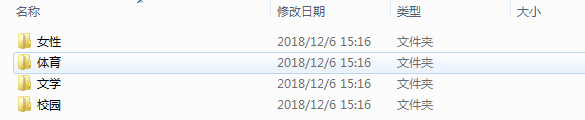 名称 修改日期 类型 大小
女性 2018/12/6 15:16 文件夹
体育 2018/12/6 15:16 文件夹
文学 2018/12/6 15:16 文件夹
校园 2018/12/6 15:16 文件夹